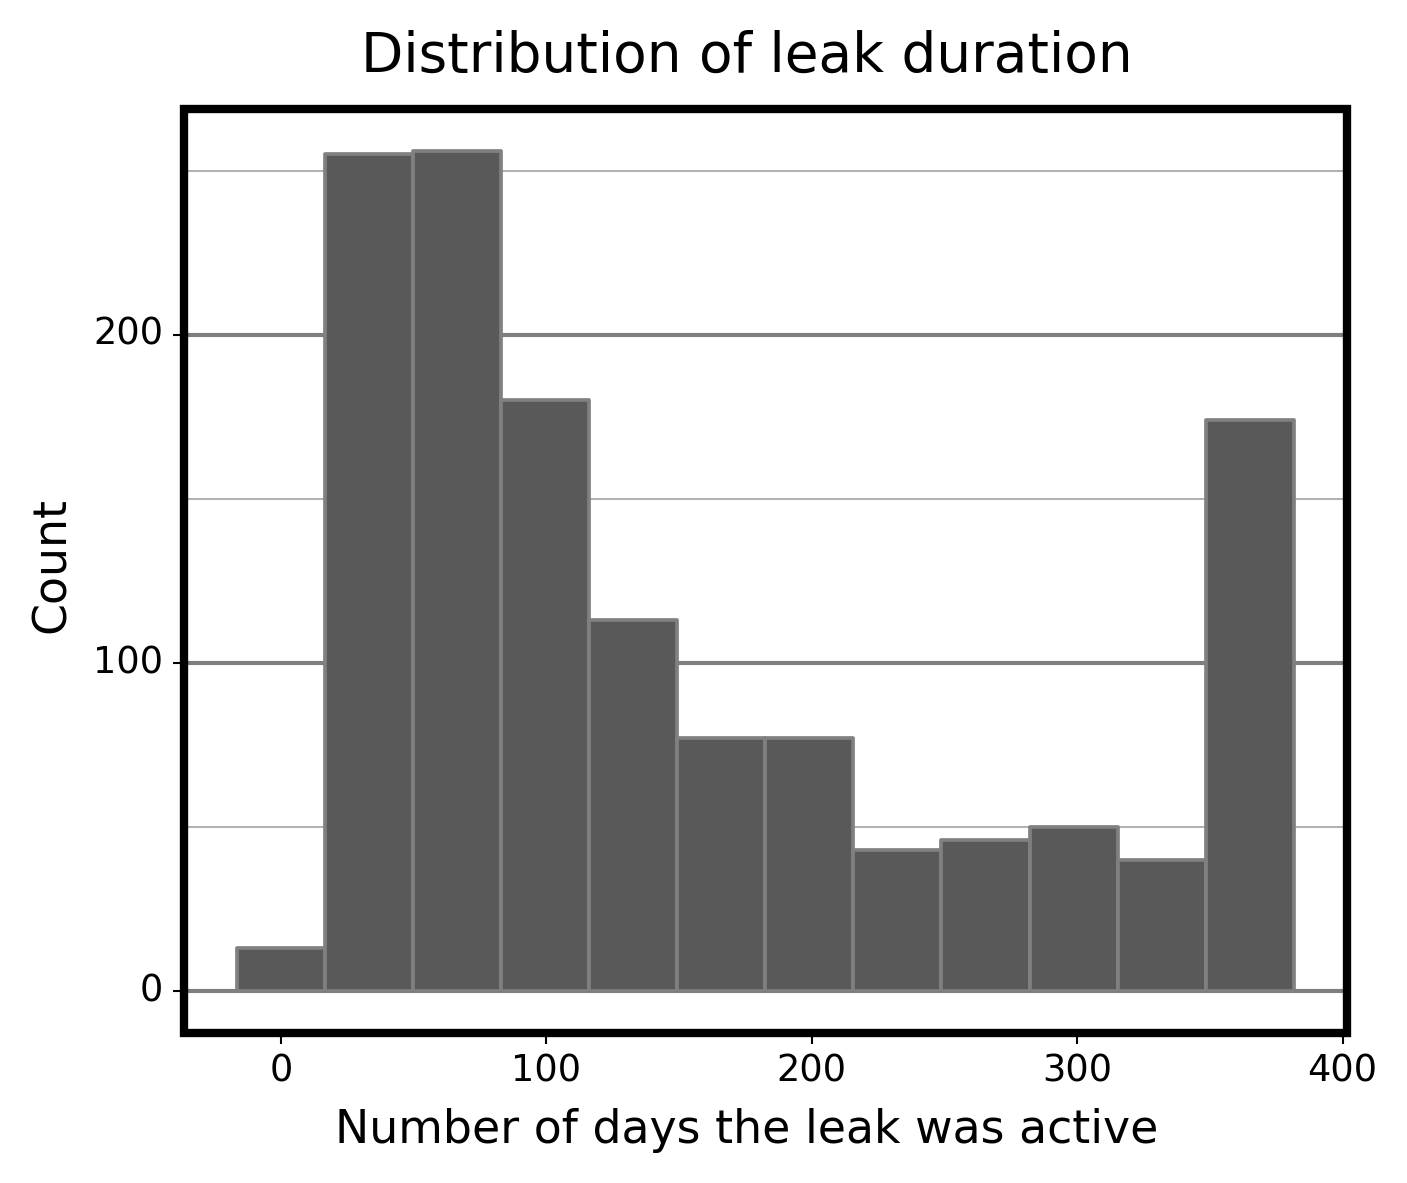 Distribution of leak duration
200
100
0
Count
0 100 200 300 400
Number of days the leak was active